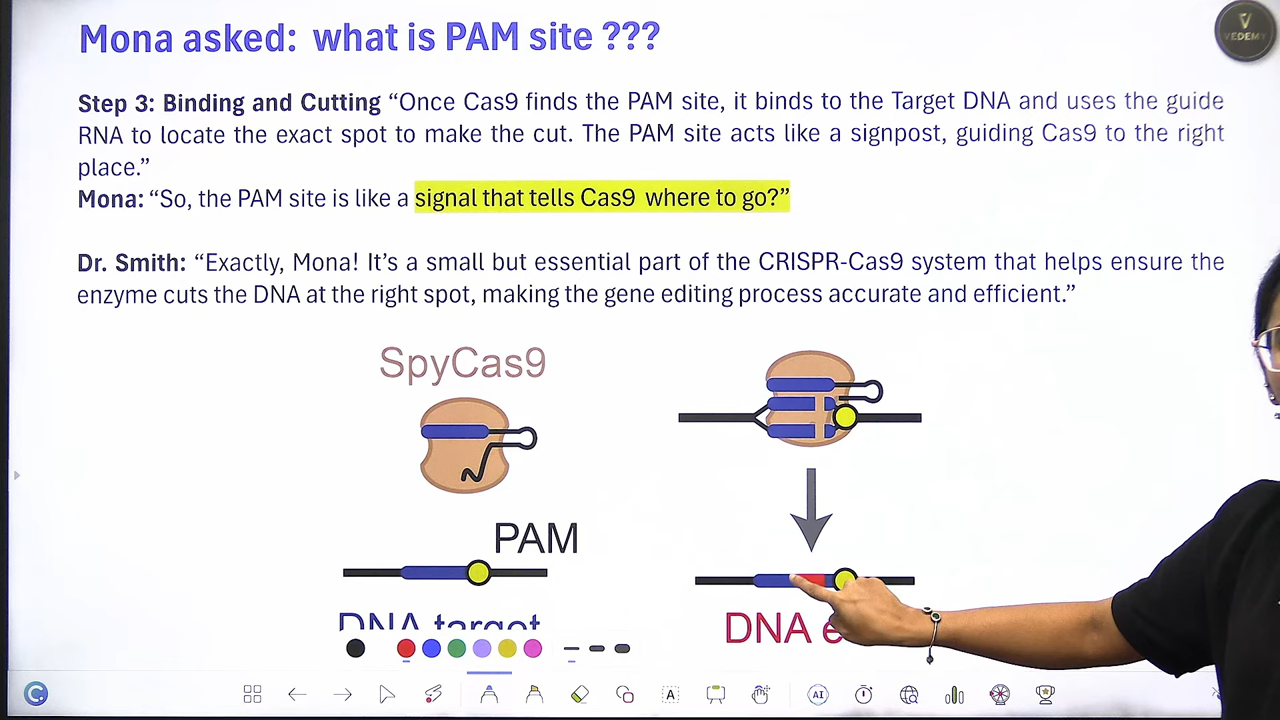 Mona asked: what is PAM site ???
VEDEMY
Step 3: Binding and Cutting “Once Cas9 finds the PAM site, it binds to the Target DNA and uses the guide
RNA to locate the exact spot to make the cut. The PAM site acts like a signpost, guiding Cas9 to the right
place.”
Mona: “So, the PAM site is like a signal that tells Cas9 where to go?”
Dr. Smith: “Exactly, Mona! It’s a small but essential part of the CRISPR-Cas9 system that helps ensure the
enzyme cuts the DNA at the right spot, making the gene editing process accurate and efficient.”
SpyCas9
PAM
DNA target
DNA e
A
AI